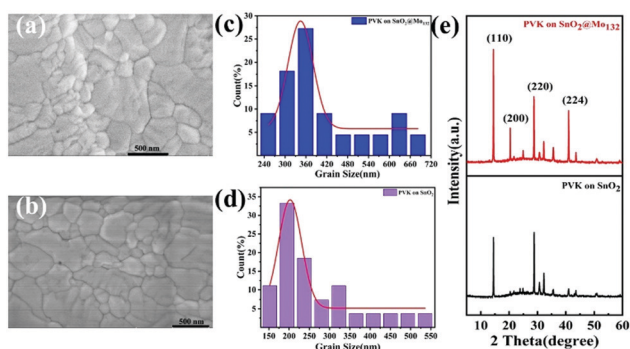 (a)
500 nm
(b)
500 nm
(c)
PVK on SnO₂@Mo₁₃₂
Count(%)
30
25
20
15
10
5
240 300 360 420 480 540 600 660 720
Grain Size(nm)
(d)
PVK on SnO₂
Count(%)
35
30
25
20
15
10
5
150 200 250 300 350 400 450 500 550
Grain Size(nm)
(e)
PVK on SnO₂@Mo₁₃₂
(110)
(200)
(220)
(224)
PVK on SnO₂
Intensity(a.u.)
10 20 30 40 50 60
2 Theta(degree)